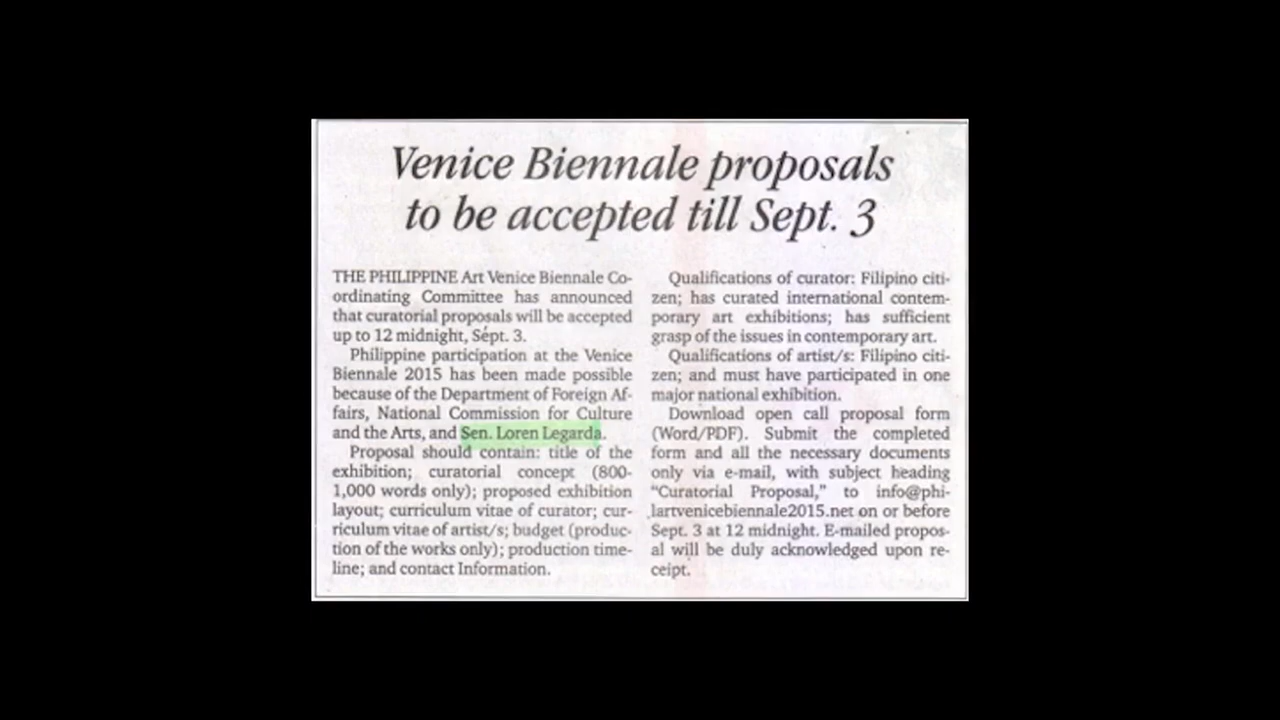 Venice Biennale proposals
to be accepted till Sept. 3
THE PHILIPPINE Art Venice Biennale Co-
ordinating Committee has announced
that curatorial proposals will be accepted
up to 12 midnight, Sept. 3.
Philippine participation at the Venice
Biennale 2015 has been made possible
because of the Department of Foreign Af-
fairs, National Commission for Culture
and the Arts, and Sen. Loren Legarda.
Proposal should contain: title of the
exhibition; curatorial concept (800-
1,000 words only); proposed exhibition
layout; curriculum vitae of curator; cur-
riculum vitae of artist/s; budget (produc-
tion of the works only); production time-
line; and contact Information.
Qualifications of curator: Filipino citi-
zen; has curated international contem-
porary art exhibitions; has sufficient
grasp of the issues in contemporary art.
Qualifications of artist/s: Filipino citi-
zen; and must have participated in one
major national exhibition.
Download open call proposal form
(Word/PDF). Submit the completed
form and all the necessary documents
only via e-mail, with subject heading
“Curatorial Proposal,” to info@phi-
lartvenicebiennale2015.net on or before
Sept. 3 at 12 midnight. E-mailed propos-
al will be duly acknowledged upon re-
ceipt.